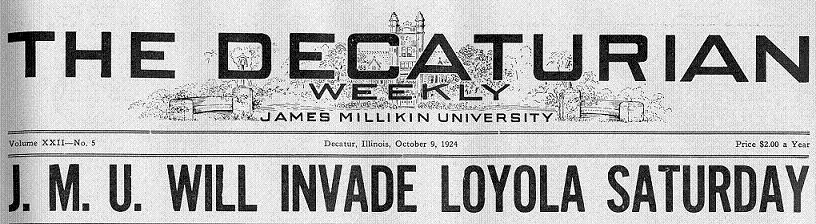 THE DECATURIAN
WEEKLY
JAMES MILLIKIN UNIVERSITY
Volume XXII—No. 5 Decatur, Illinois, October 9, 1924 Price $2.00 a Year
J. M. U. WILL INVADE LOYOLA SATURDAY